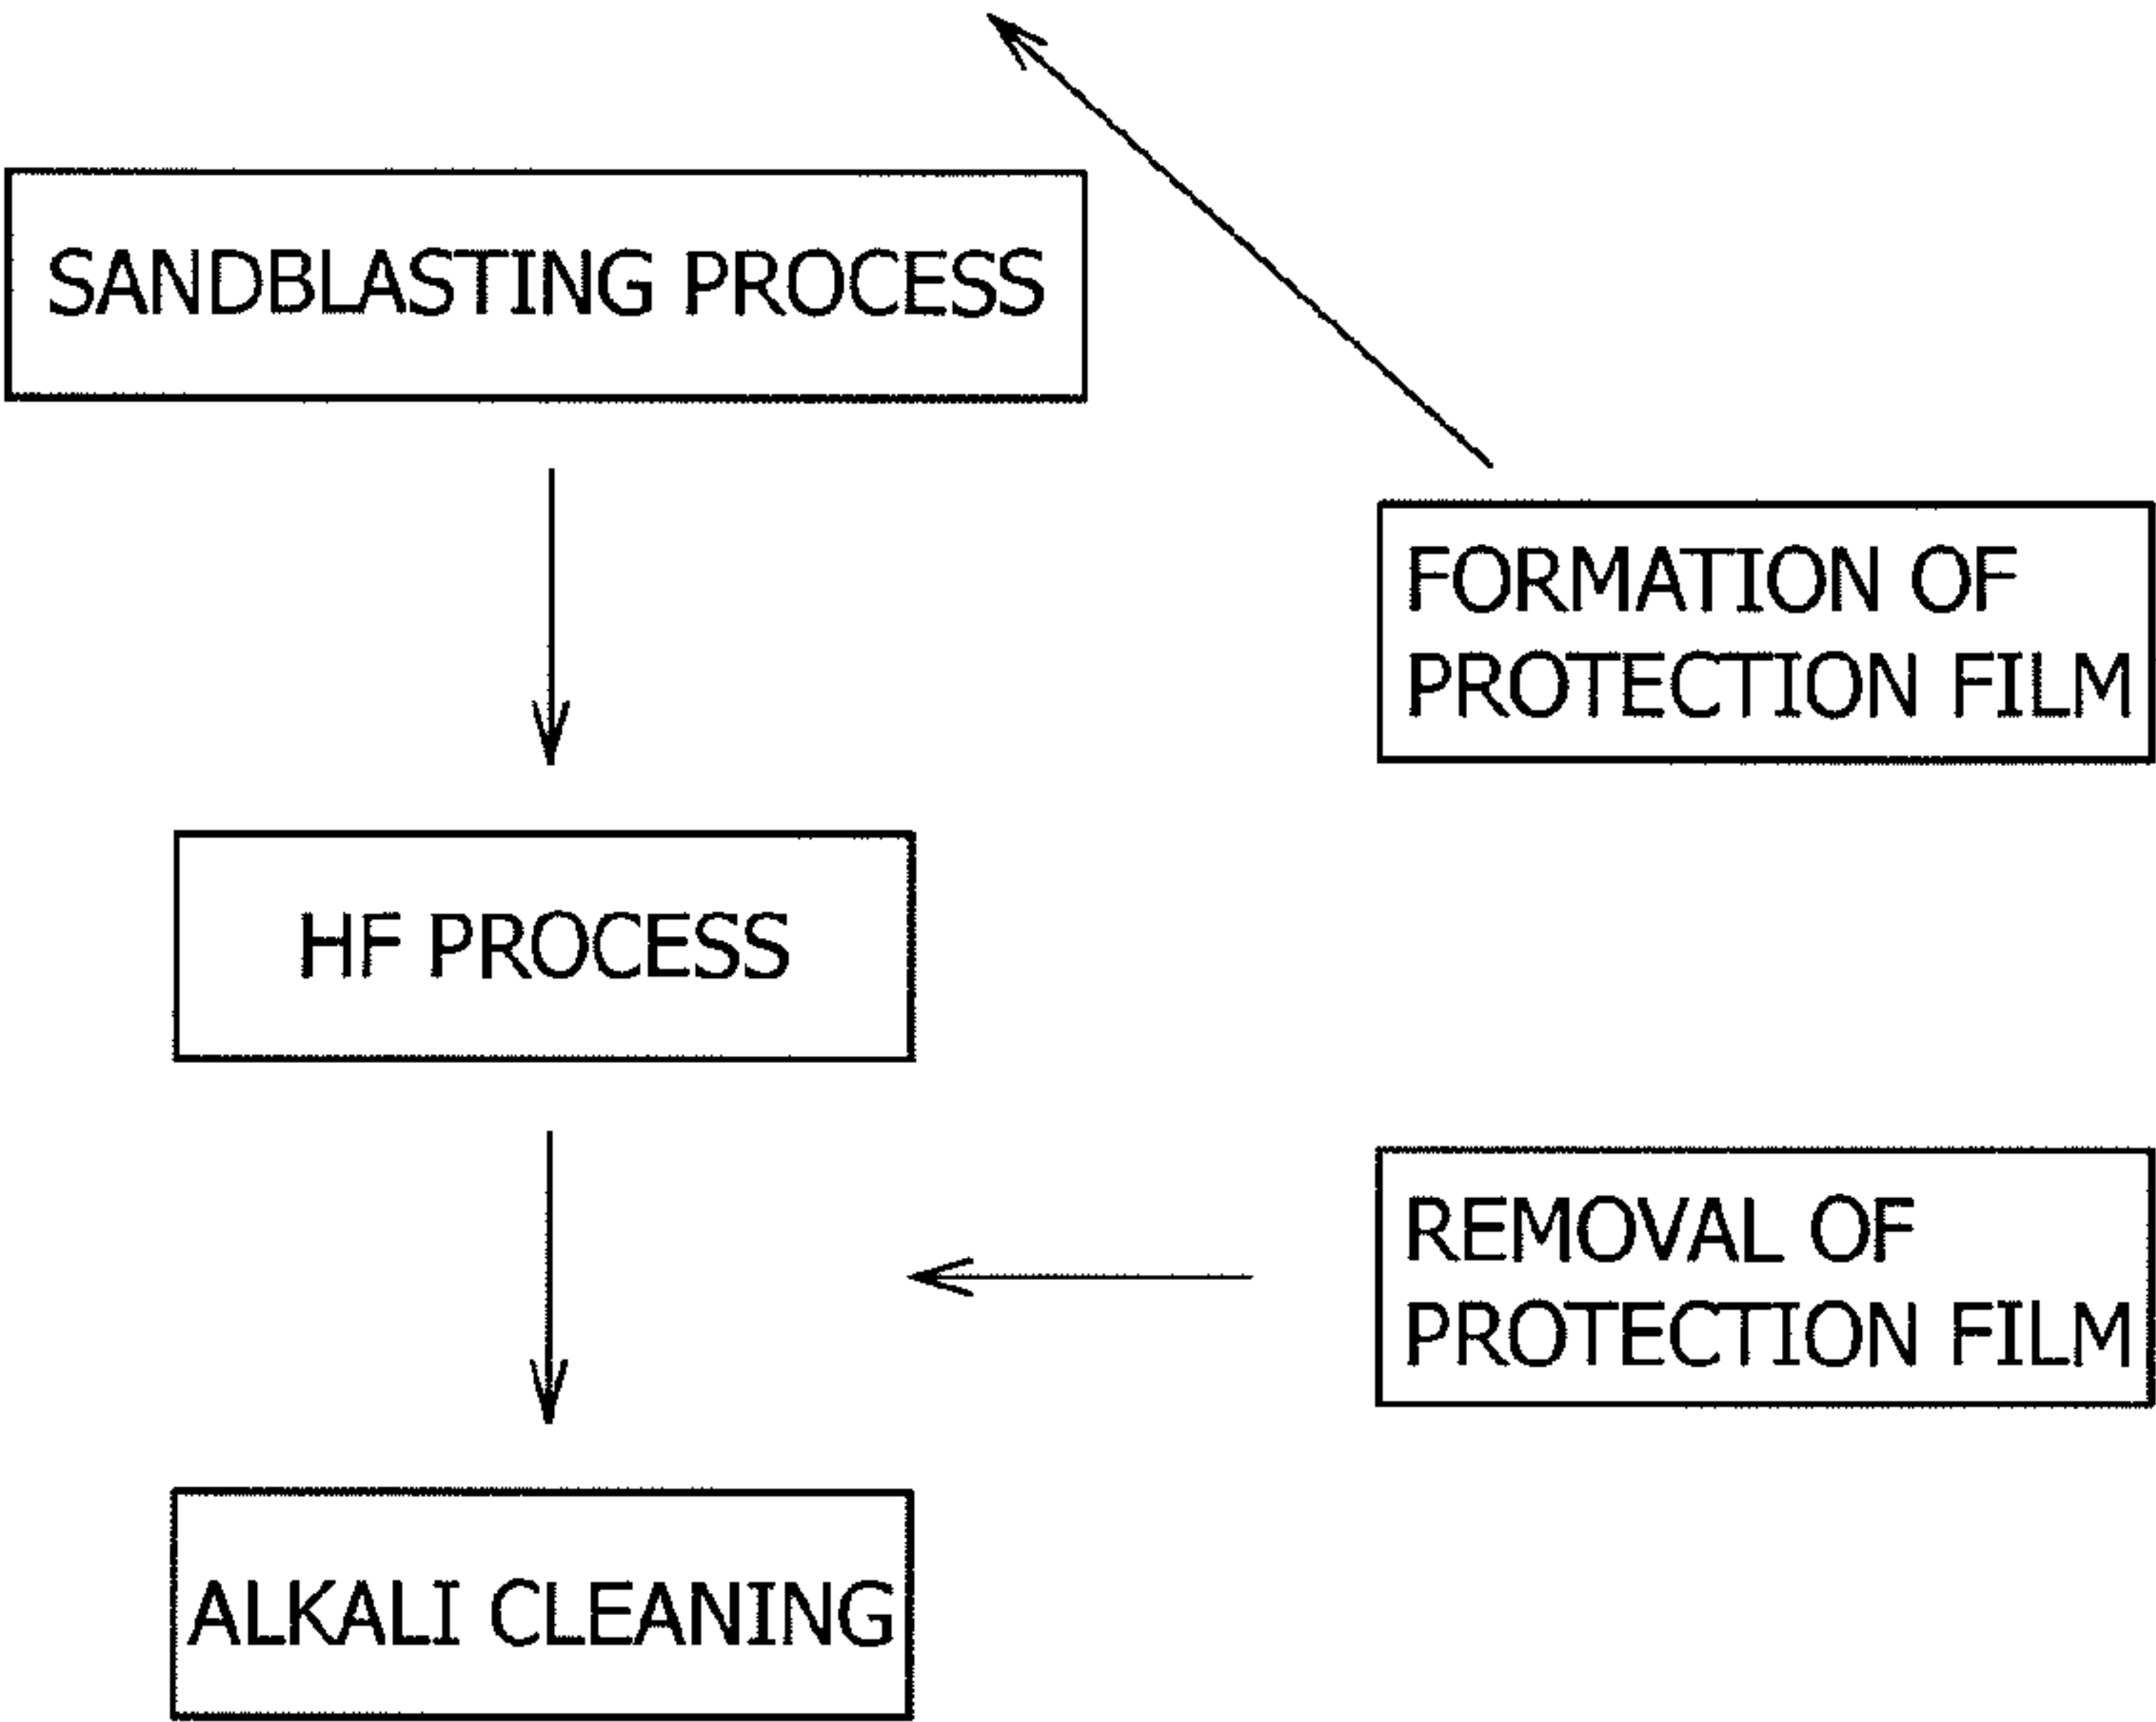 SANDBLASTING PROCESS
FORMATION OF
PROTECTION FILM
HF PROCESS
REMOVAL OF
PROTECTION FILM
ALKALI CLEANING